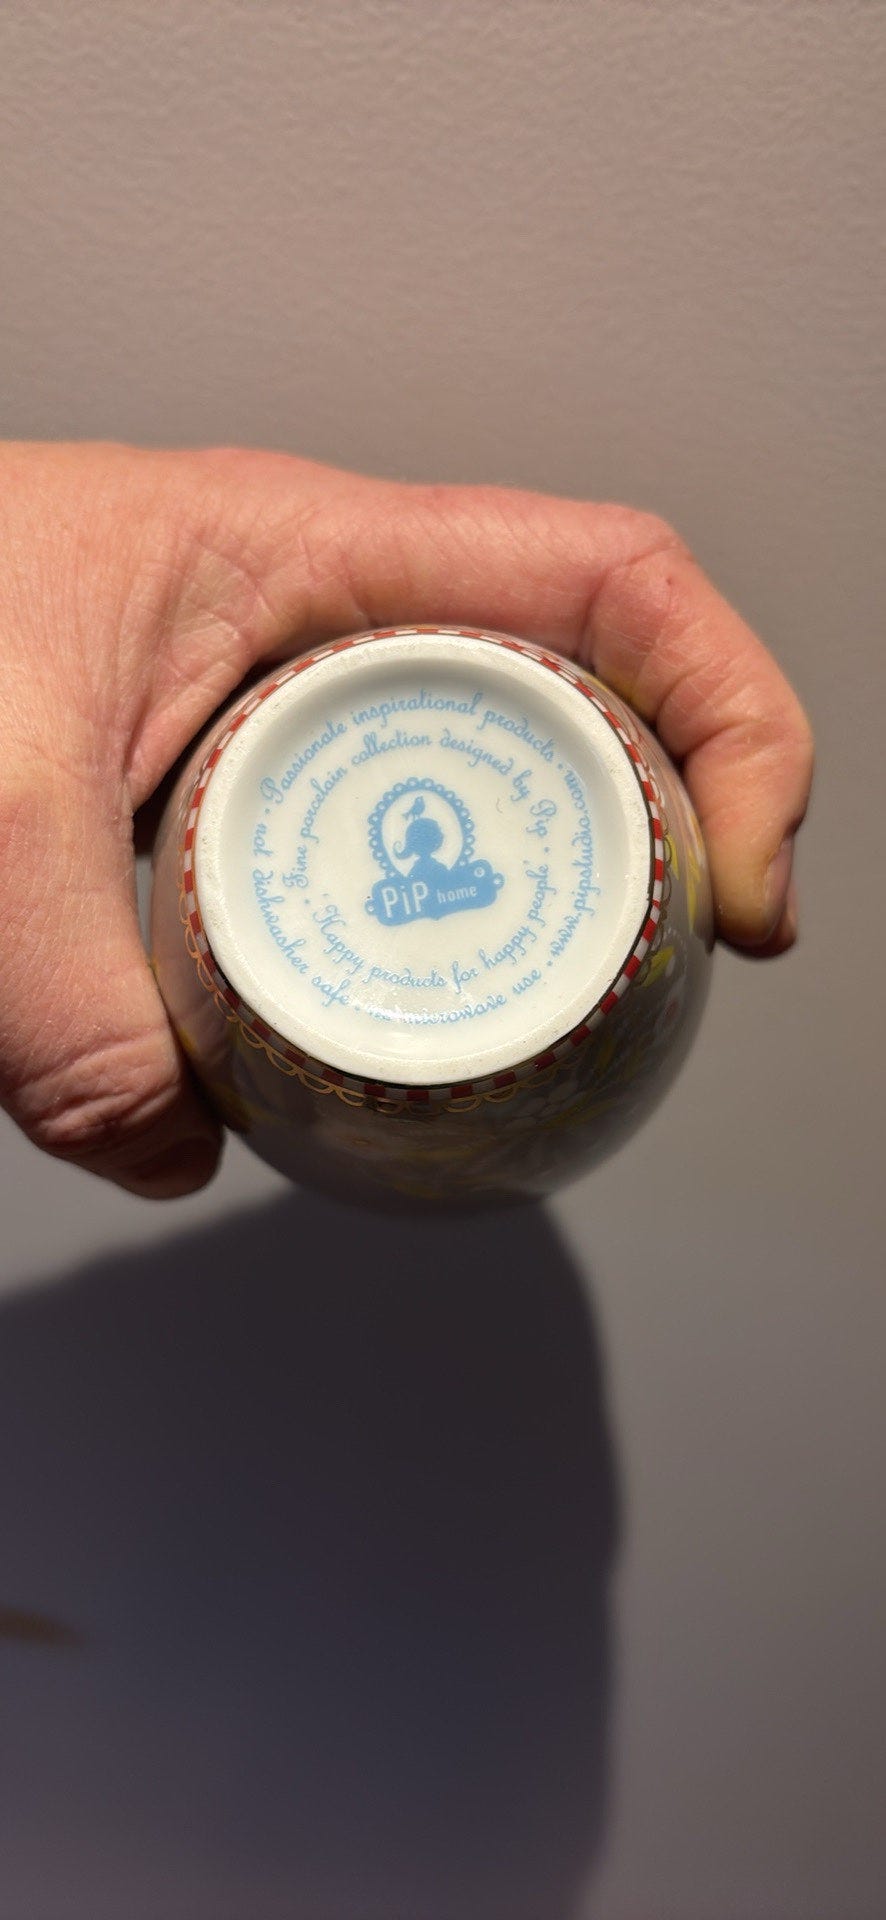 Passionate inspirational products • www.pipstudio.com • no microwave use • not dishwasher safe •
Fine porcelain collection designed by Pip •
'Happy products for happy people' •
PiP home